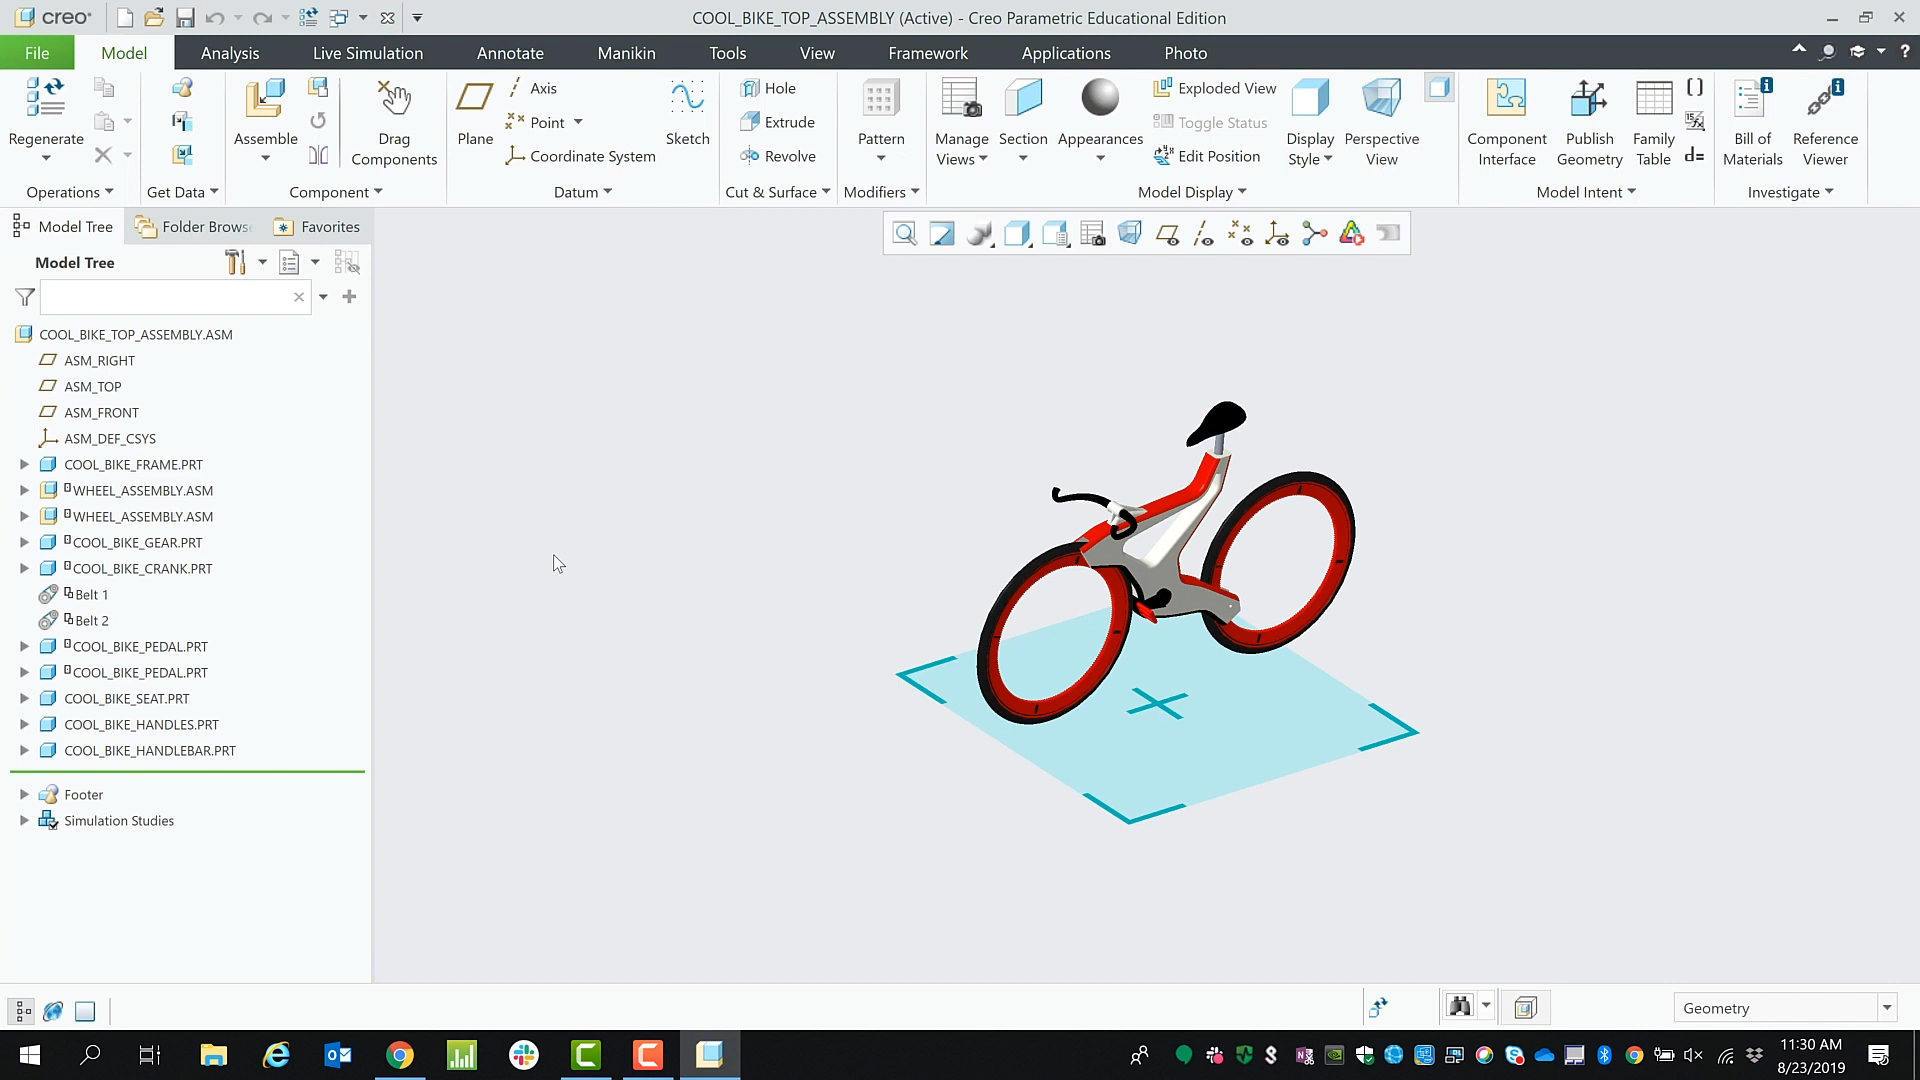 creo
COOL_BIKE_TOP_ASSEMBLY (Active) - Creo Parametric Educational Edition
File Model Analysis Live Simulation Annotate Manikin Tools View Framework Applications Photo
Regenerate
Operations
Get Data
Assemble
Drag Components
Component
Plane
Axis
Point
Coordinate System
Sketch
Datum
Hole
Extrude
Revolve
Cut & Surface
Pattern
Modifiers
Manage Views
Section
Appearances
Exploded View
Toggle Status
Edit Position
Display Style
Perspective View
Model Display
Component Interface
Publish Geometry
Family Table
d=
Model Intent
Bill of Materials
Reference Viewer
Investigate
Model Tree Folder Brows Favorites
Model Tree
COOL_BIKE_TOP_ASSEMBLY.ASM
ASM_RIGHT
ASM_TOP
ASM_FRONT
ASM_DEF_CSYS
COOL_BIKE_FRAME.PRT
WHEEL_ASSEMBLY.ASM
WHEEL_ASSEMBLY.ASM
COOL_BIKE_GEAR.PRT
COOL_BIKE_CRANK.PRT
Belt 1
Belt 2
COOL_BIKE_PEDAL.PRT
COOL_BIKE_PEDAL.PRT
COOL_BIKE_SEAT.PRT
COOL_BIKE_HANDLES.PRT
COOL_BIKE_HANDLEBAR.PRT
Footer
Simulation Studies
Geometry
11:30 AM
8/23/2019